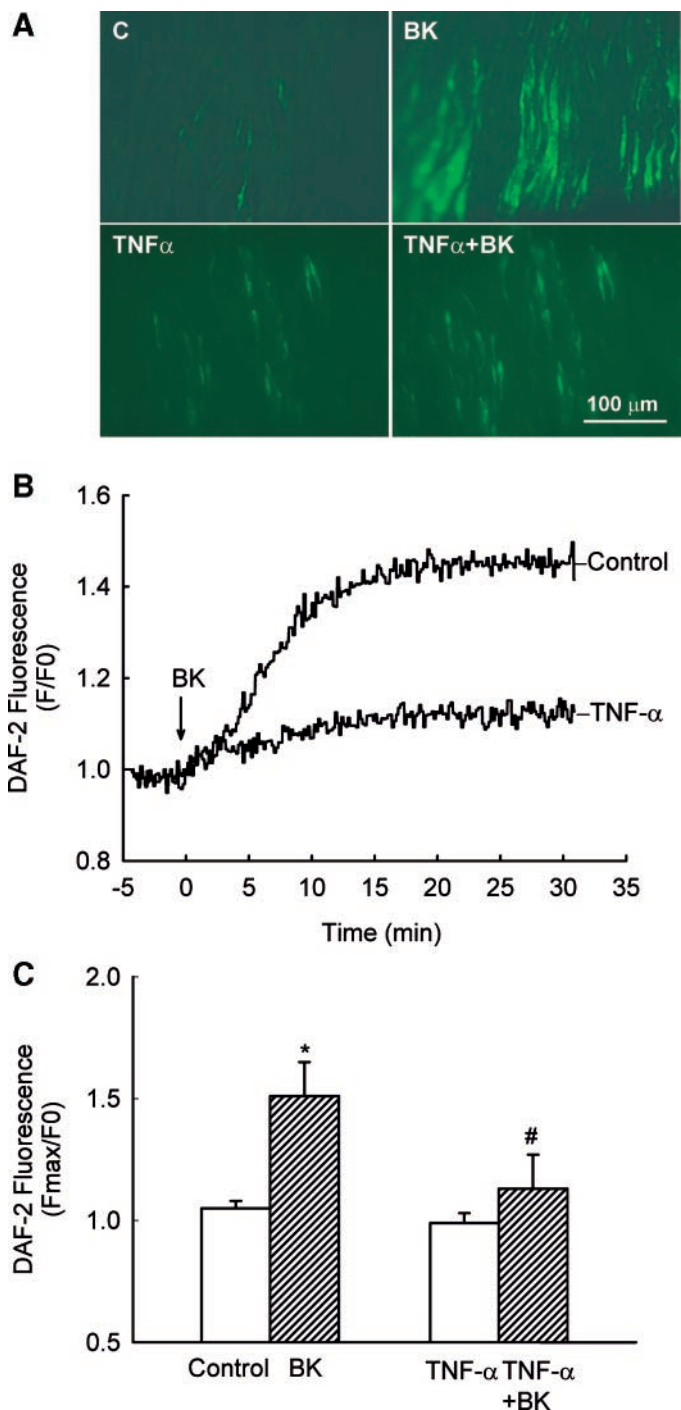 A
C
BK
TNFα
TNFα+BK
100 μm
B
DAF-2 Fluorescence
(F/F0)
1.6
1.4
1.2
1.0
0.8
BK
Control
TNF-α
-5 0 5 10 15 20 25 30 35
Time (min)
C
DAF-2 Fluorescence
(Fmax/F0)
2.0
1.5
1.0
0.5
*
#
Control BK TNF-α TNF-α
+BK